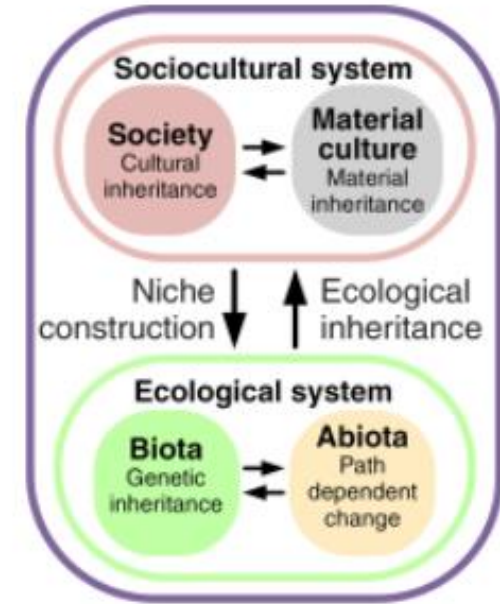 Sociocultural system
Society
Cultural
inheritance
Material
culture
Material
inheritance
Niche
construction
Ecological
inheritance
Ecological system
Biota
Genetic
inheritance
Abiota
Path
dependent
change